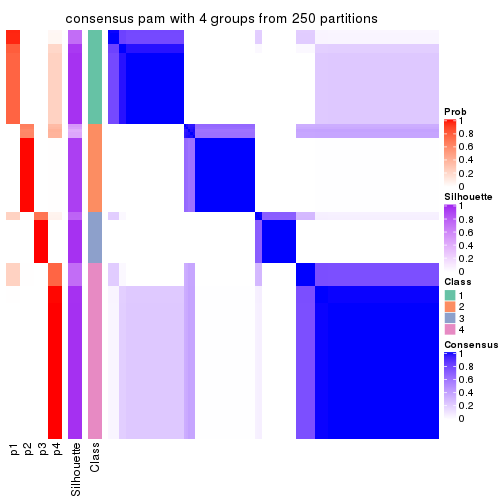 consensus pam with 4 groups from 250 partitions
Prob
1
0.8
0.6
0.4
0.2
0
Silhouette
1
0.8
0.6
0.4
0.2
0
Class
1
2
3
4
Consensus
1
0.8
0.6
0.4
0.2
0
p1
p2
p3
p4
Silhouette
Class